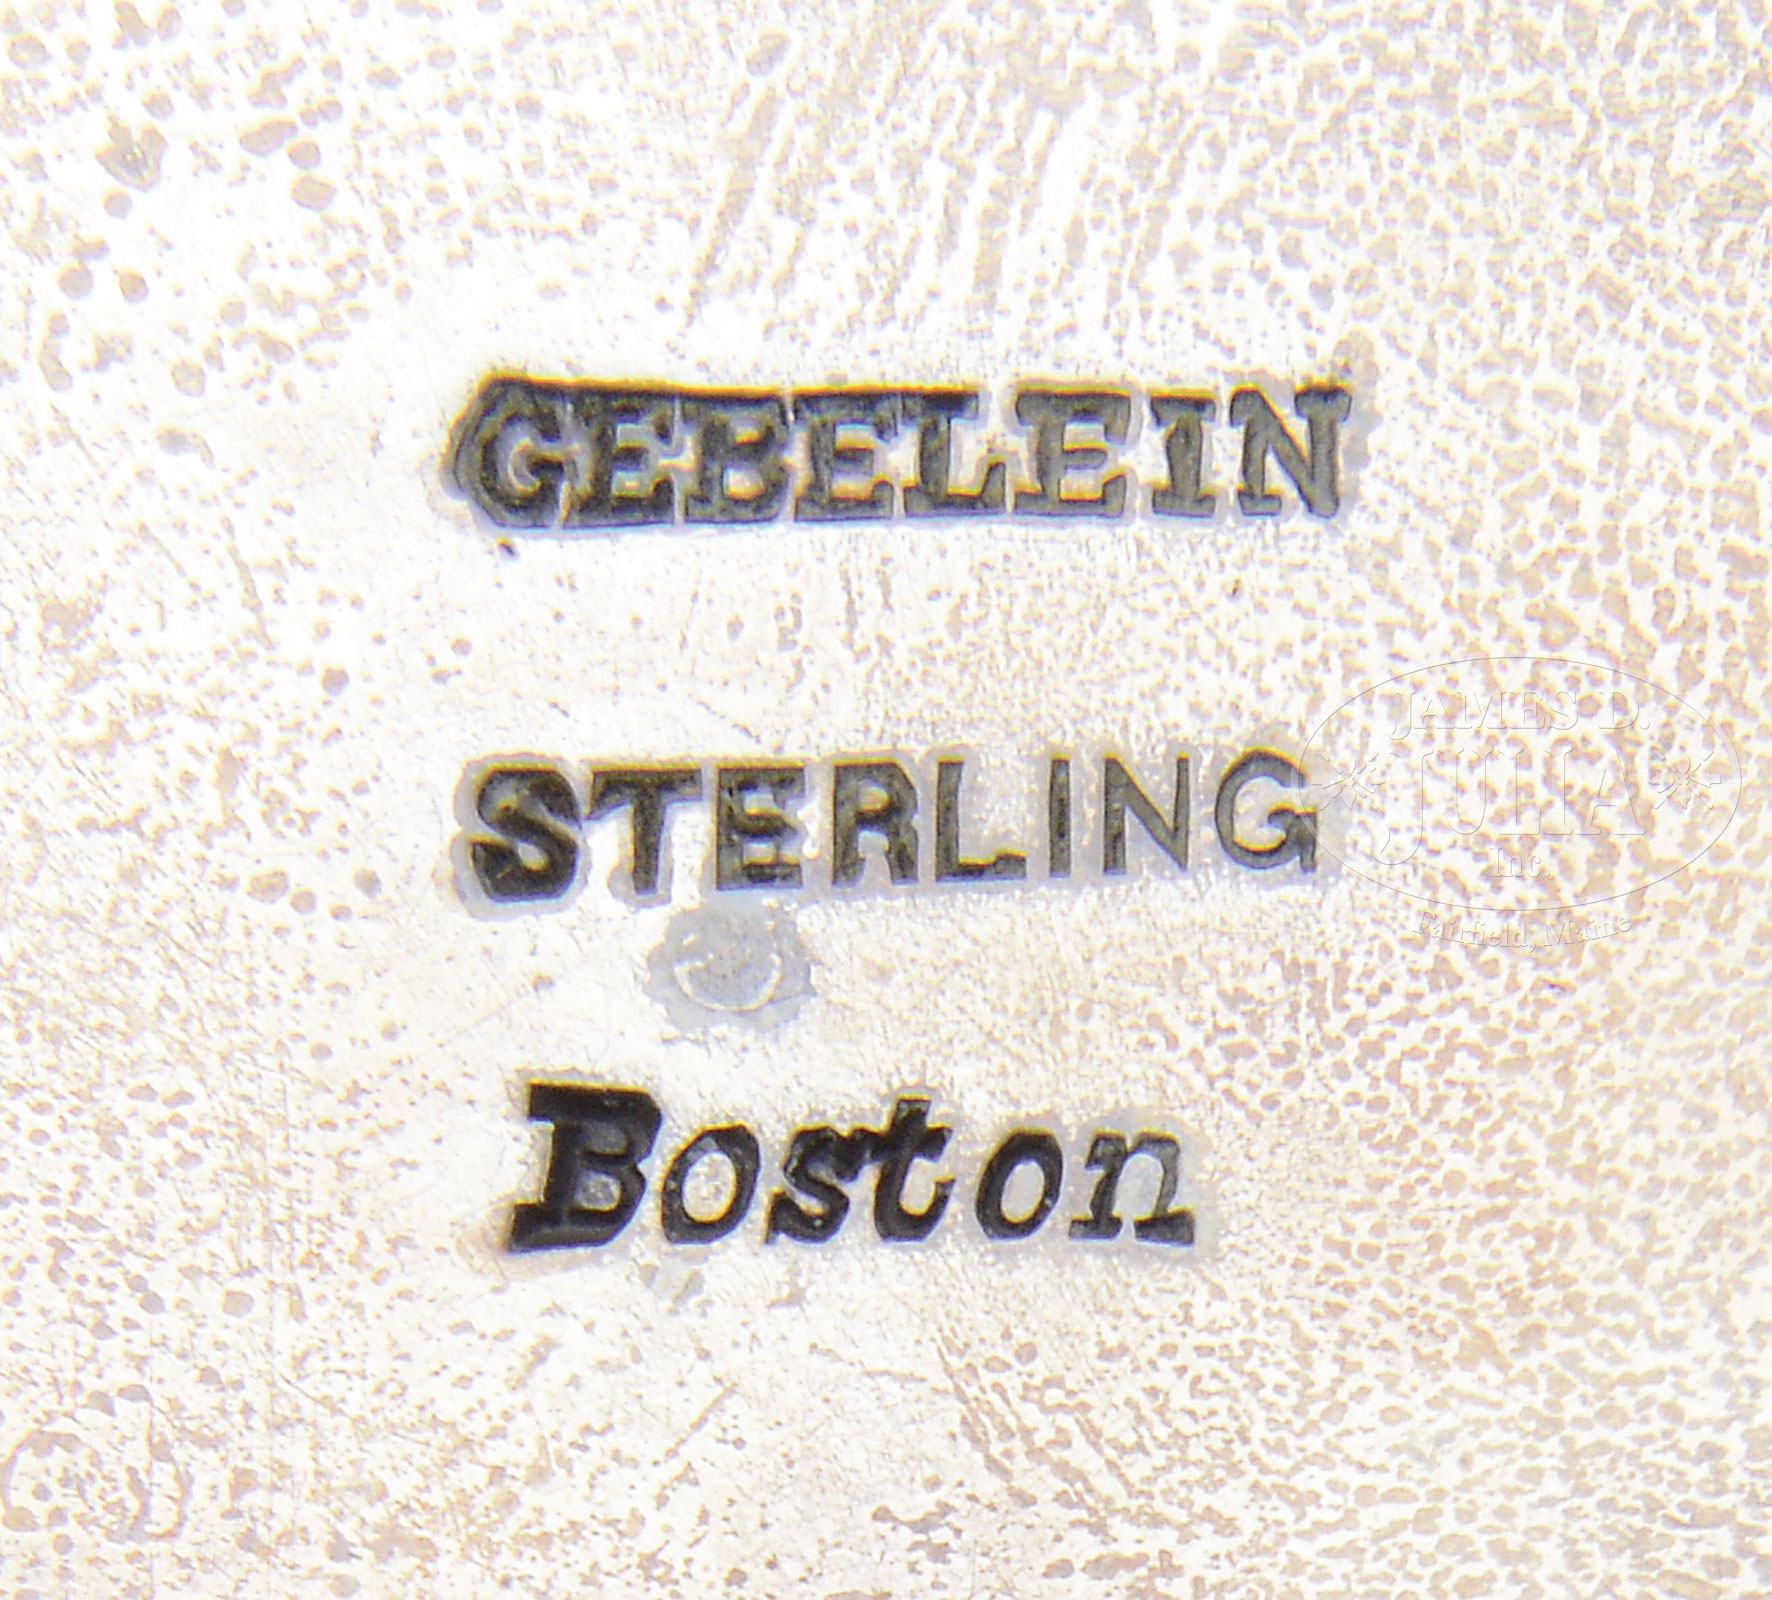 GEBELEIN
STERLING
Boston
JAMES D.
JULIA
Inc.
Fairfield, Maine